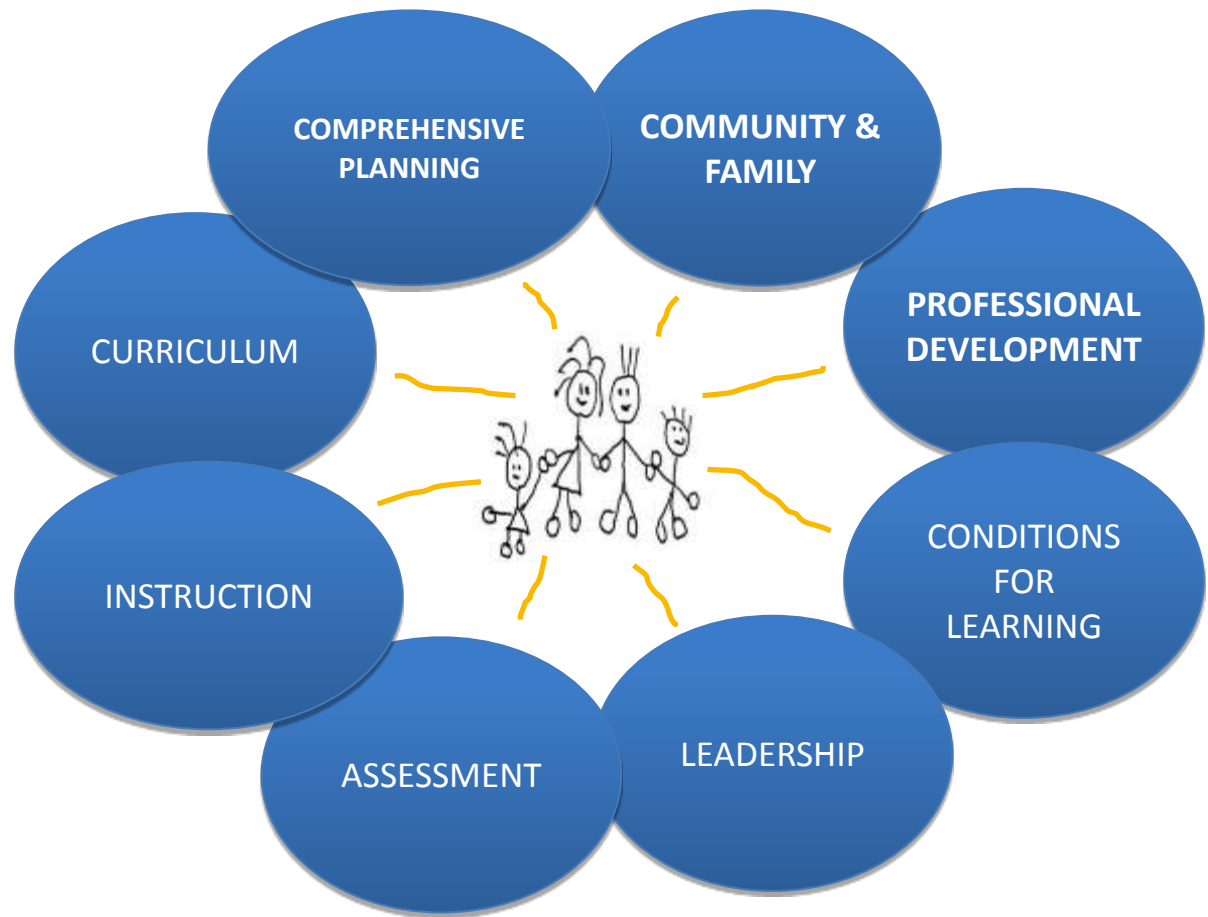 COMPREHENSIVE
PLANNING
COMMUNITY &
FAMILY
PROFESSIONAL
DEVELOPMENT
CONDITIONS
FOR
LEARNING
LEADERSHIP
ASSESSMENT
INSTRUCTION
CURRICULUM